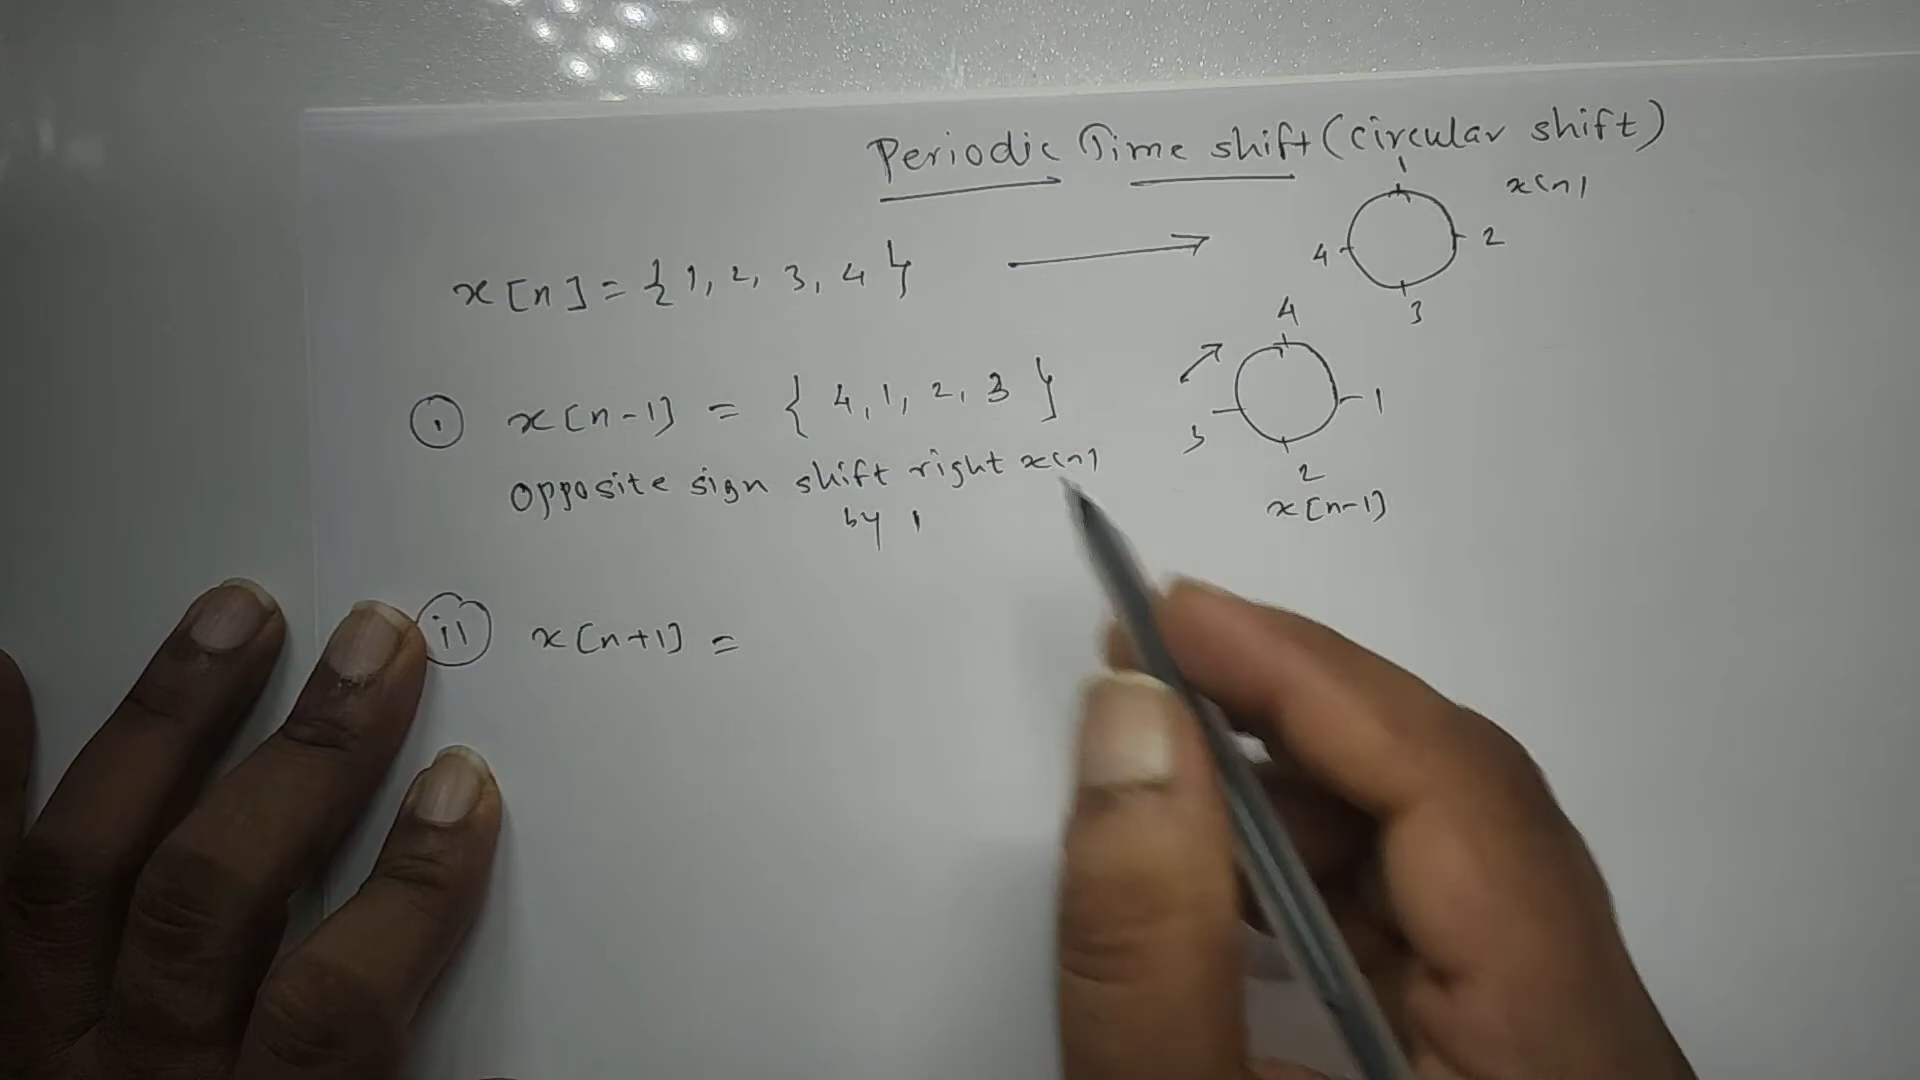 Periodic Time shift (circular shift)
x[n] = {1, 2, 3, 4}
1
2
3
4
x(n)
(i) x[n-1] = {4, 1, 2, 3}
4
1
2
3
x[n-1]
opposite sign shift right x(n)
by 1
(ii) x[n+1] =